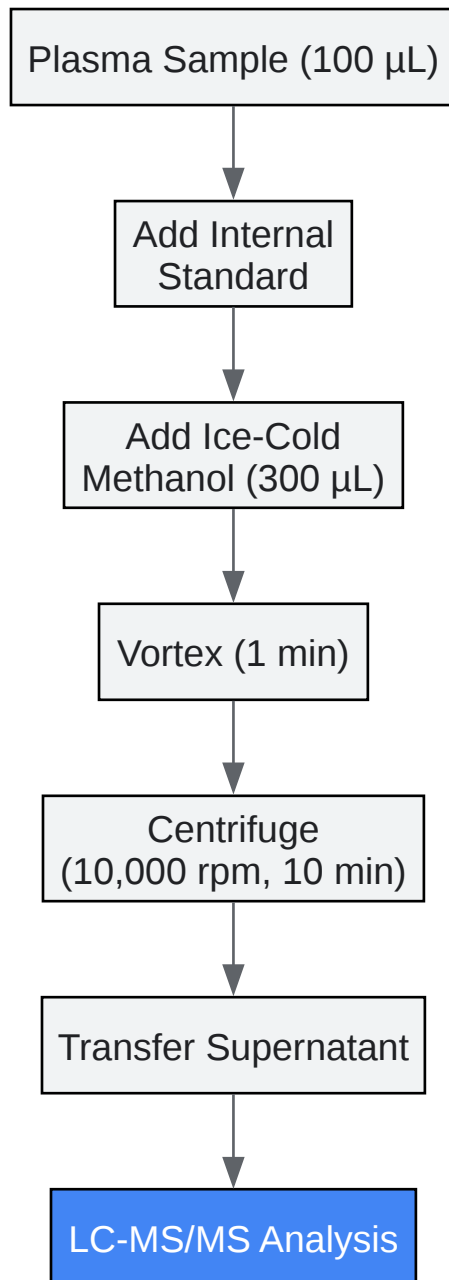 Plasma Sample (100 µL)
Add Internal
Standard
Add Ice-Cold
Methanol (300 µL)
Vortex (1 min)
Centrifuge
(10,000 rpm, 10 min)
Transfer Supernatant
LC-MS/MS Analysis